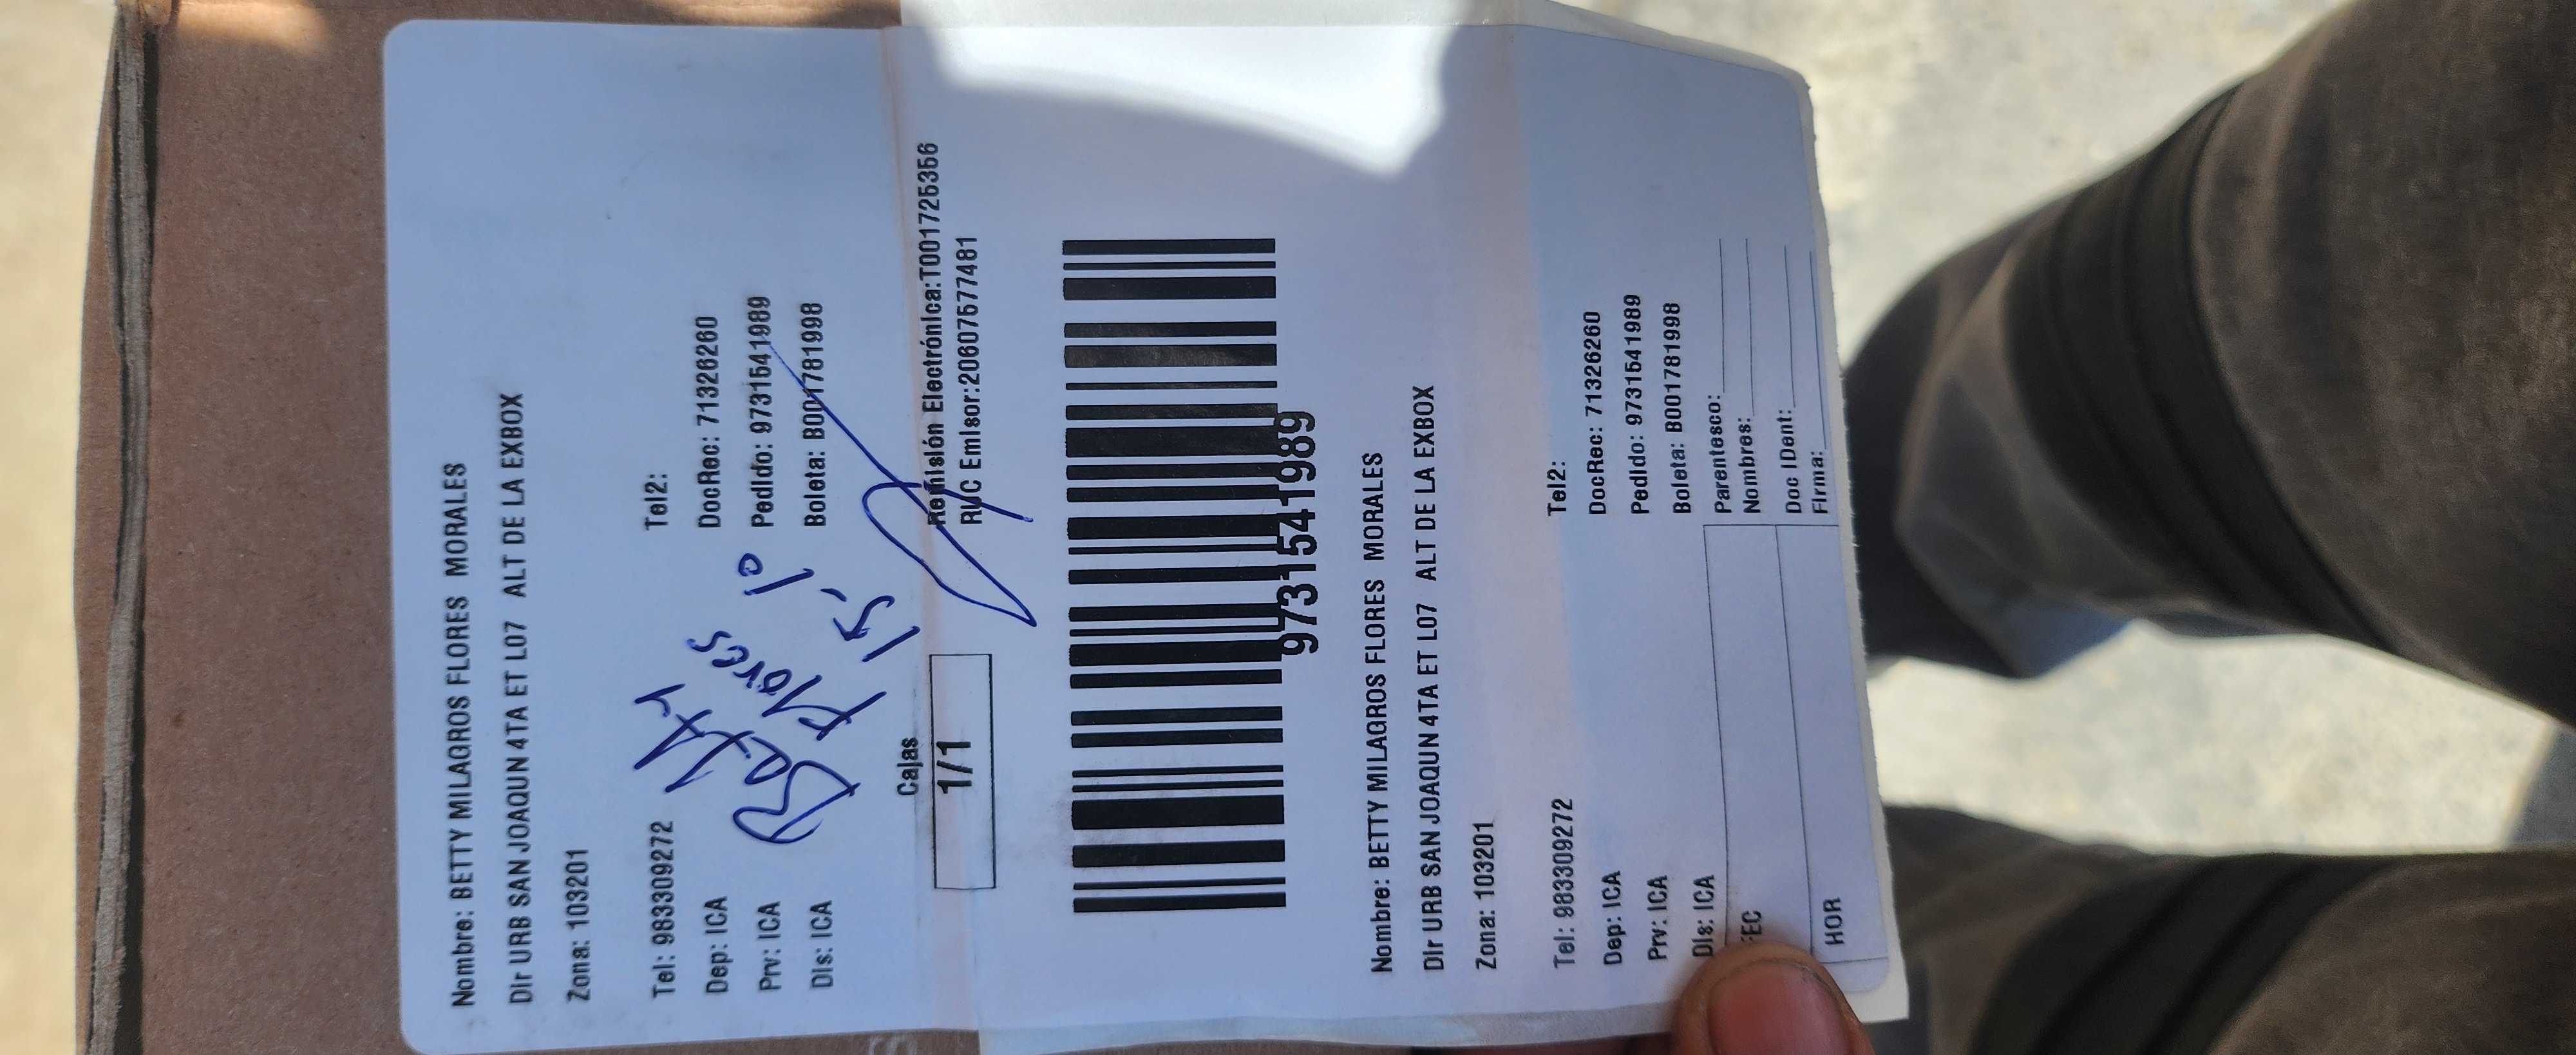 Nombre: BETTY MILAGROS FLORES MORALES
Dir URB SAN JOAQUN 4TA ET L07 ALT DE LA EXBOX
Zona: 103201
Tel: 983309272 Tel2:
Dep: ICA DocRec: 71326260
Prv: ICA Pedido: 9731541989
Dis: ICA Boleta: B001781998
Betty
Flores
15-10
Cajas
1/1
Remisión Electrónica:T001725356
RUC Emisor:20607577481
9731541989
Nombre: BETTY MILAGROS FLORES MORALES
Dir URB SAN JOAQUN 4TA ET L07 ALT DE LA EXBOX
Zona: 103201
Tel: 983309272 Tel2:
Dep: ICA DocRec: 71326260
Prv: ICA Pedido: 9731541989
Dis: ICA Boleta: B001781998
FEC Parentesco:
Nombres:
HOR Doc IDent:
Firma: